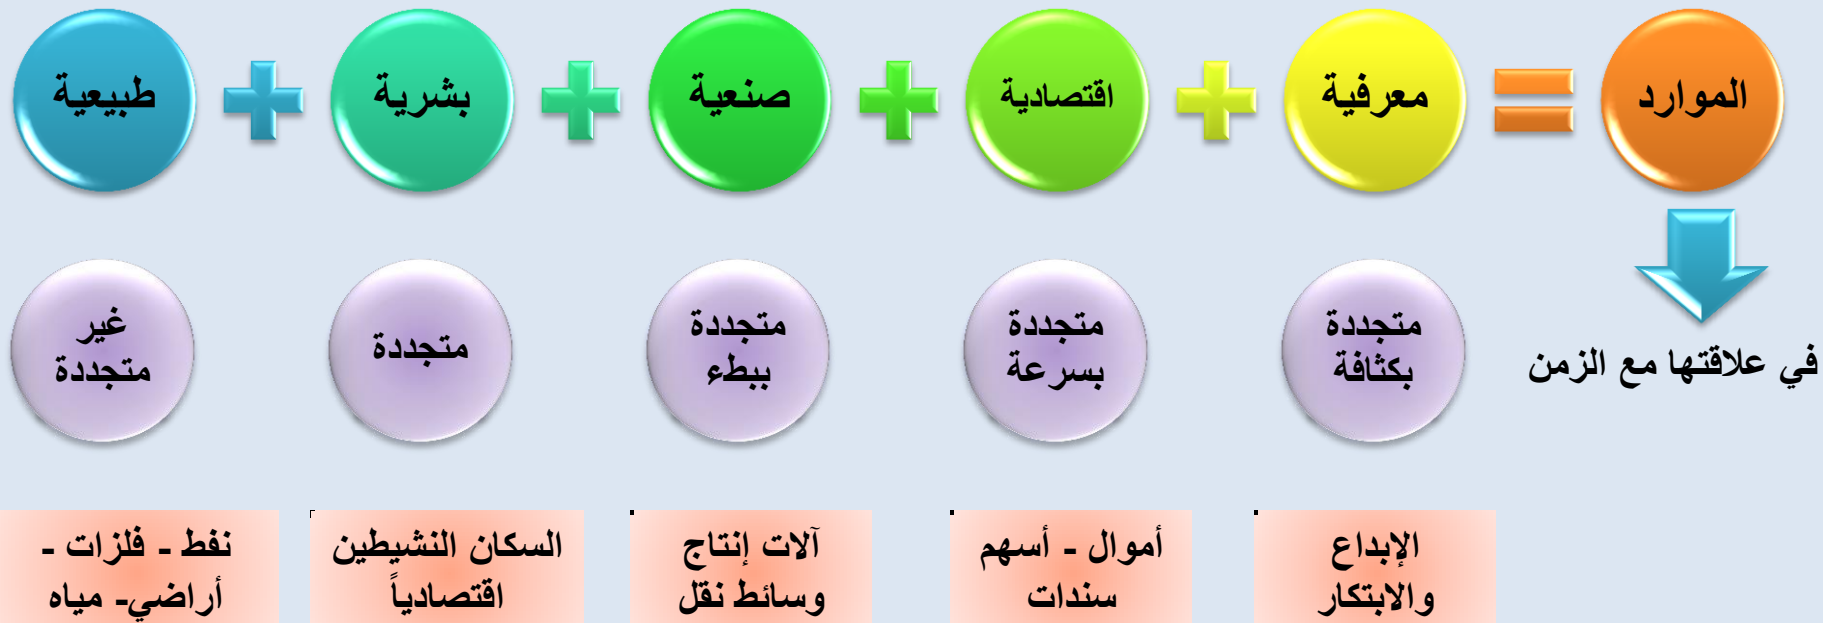 الموارد
=
معرفية
+
اقتصادية
+
صنعية
+
بشرية
+
طبيعية
في علاقتها مع الزمن
متجددة
بكثافة
متجددة
بسرعة
متجددة
ببطء
متجددة
غير
متجددة
الإبداع
والابتكار
أموال - أسهم
سندات
آلات إنتاج
وسائط نقل
السكان النشيطين
اقتصادياً
نفط - فلزات -
أراضي- مياه